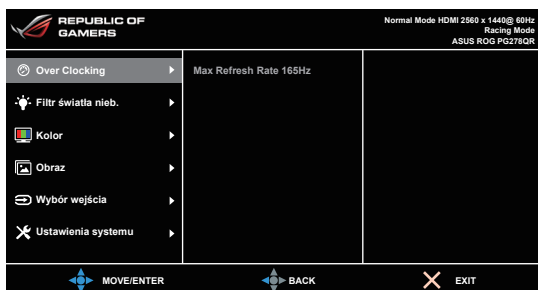 REPUBLIC OF
GAMERS
Normal Mode HDMI 2560 x 1440@ 60Hz
Racing Mode
ASUS ROG PG278QR
Over Clocking
Max Refresh Rate 165Hz
Filtr światła nieb.
Kolor
Obraz
Wybór wejścia
Ustawienia systemu
MOVE/ENTER
BACK
EXIT